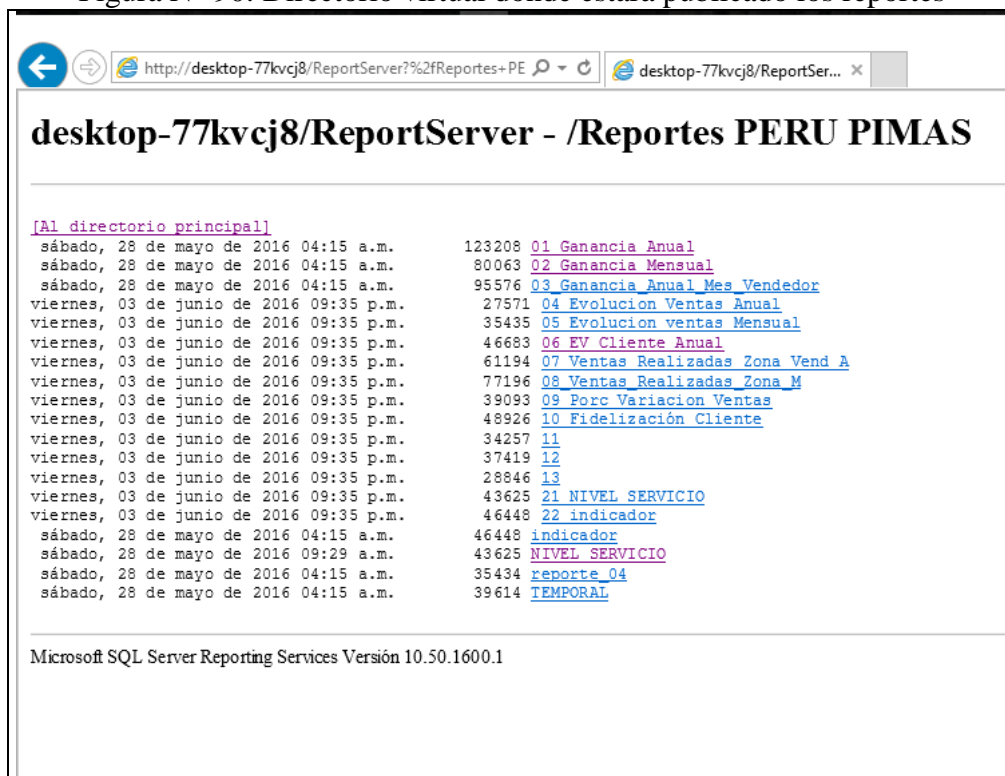 Figura N° 96: Directorio virtual donde estará publicado los reportes
http://desktop-77kvcj8/ReportServer?%2fReportes+PE
desktop-77kvcj8/ReportSer...
desktop-77kvcj8/ReportServer - /Reportes PERU PIMAS
[Al directorio principal]
sábado, 28 de mayo de 2016 04:15 a.m. 123208 01 Ganancia Anual
sábado, 28 de mayo de 2016 04:15 a.m. 80063 02 Ganancia Mensual
sábado, 28 de mayo de 2016 04:15 a.m. 95576 03_Ganancia_Anual_Mes_Vendedor
viernes, 03 de junio de 2016 09:35 p.m. 27571 04 Evolucion Ventas Anual
viernes, 03 de junio de 2016 09:35 p.m. 35435 05 Evolucion ventas Mensual
viernes, 03 de junio de 2016 09:35 p.m. 46683 06 EV Cliente Anual
viernes, 03 de junio de 2016 09:35 p.m. 61194 07 Ventas Realizadas Zona Vend A
viernes, 03 de junio de 2016 09:35 p.m. 77196 08_Ventas_Realizadas_Zona_M
viernes, 03 de junio de 2016 09:35 p.m. 39093 09 Porc Variacion Ventas
viernes, 03 de junio de 2016 09:35 p.m. 48926 10 Fidelización Cliente
viernes, 03 de junio de 2016 09:35 p.m. 34257 11
viernes, 03 de junio de 2016 09:35 p.m. 37419 12
viernes, 03 de junio de 2016 09:35 p.m. 28846 13
viernes, 03 de junio de 2016 09:35 p.m. 43625 21 NIVEL SERVICIO
viernes, 03 de junio de 2016 09:35 p.m. 46448 22 indicador
sábado, 28 de mayo de 2016 04:15 a.m. 46448 indicador
sábado, 28 de mayo de 2016 09:29 a.m. 43625 NIVEL SERVICIO
sábado, 28 de mayo de 2016 04:15 a.m. 35434 reporte_04
sábado, 28 de mayo de 2016 04:15 a.m. 39614 TEMPORAL
Microsoft SQL Server Reporting Services Versión 10.50.1600.1